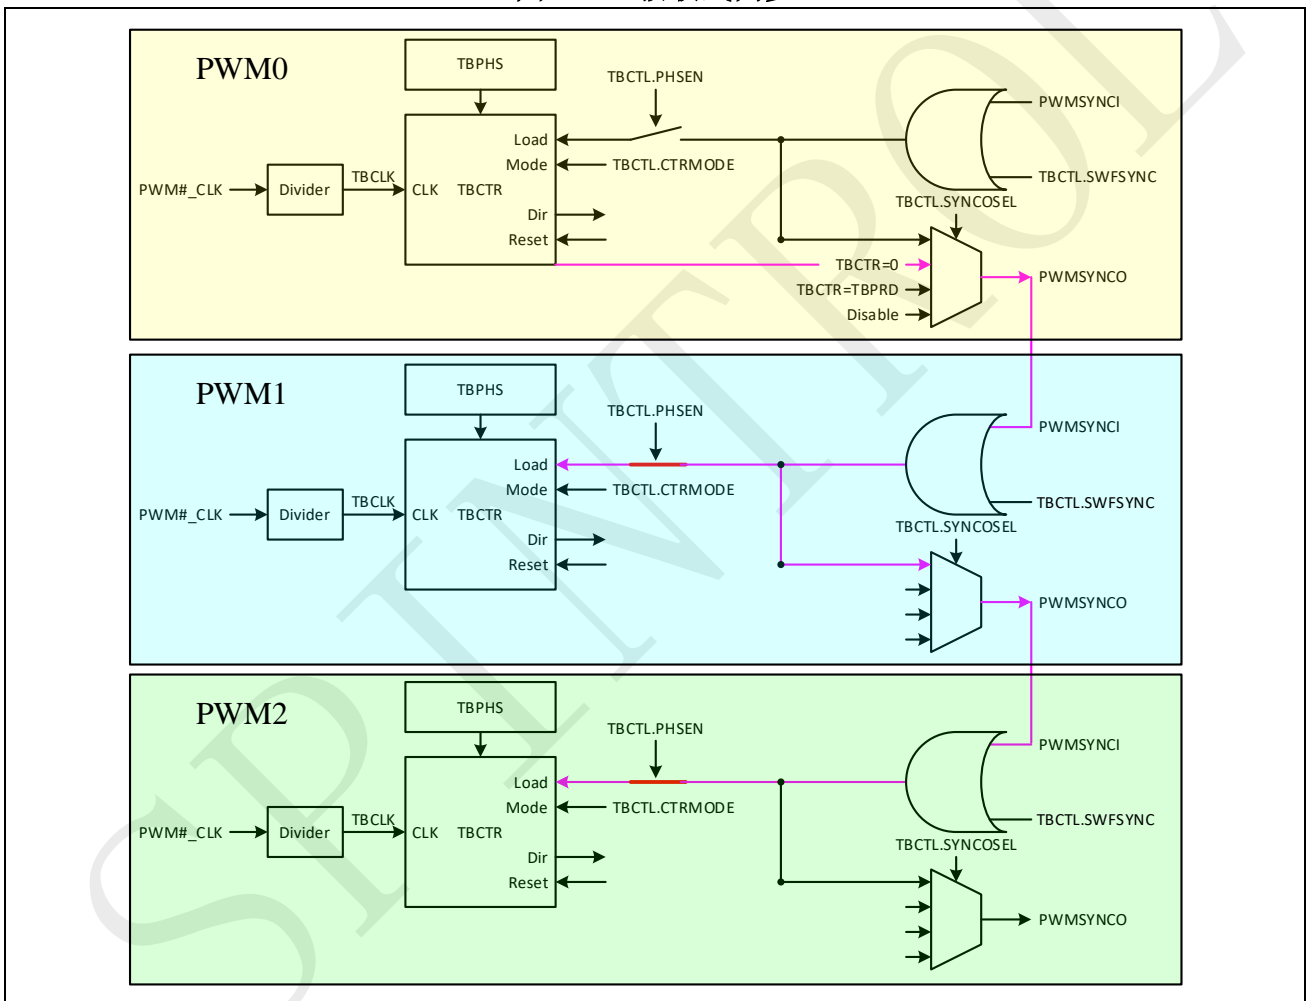 PWM0
TBPHS
TBCTL.PHSEN
PWMSYNCI
Load
Mode
TBCTL.CTRMODE
PWM#_CLK
Divider
TBCLK
CLK
TBCTR
TBCTL.SWFSYNC
TBCTL.SYNCOSEL
Dir
Reset
TBCTR=0
PWMSYNCO
TBCTR=TBPRD
Disable
PWM1
TBPHS
TBCTL.PHSEN
PWMSYNCI
Load
Mode
TBCTL.CTRMODE
PWM#_CLK
Divider
TBCLK
CLK
TBCTR
TBCTL.SWFSYNC
TBCTL.SYNCOSEL
Dir
Reset
PWMSYNCO
PWM2
TBPHS
TBCTL.PHSEN
PWMSYNCI
Load
Mode
TBCTL.CTRMODE
PWM#_CLK
Divider
TBCLK
CLK
TBCTR
TBCTL.SWFSYNC
TBCTL.SYNCOSEL
Dir
Reset
PWMSYNCO
SPINTROL